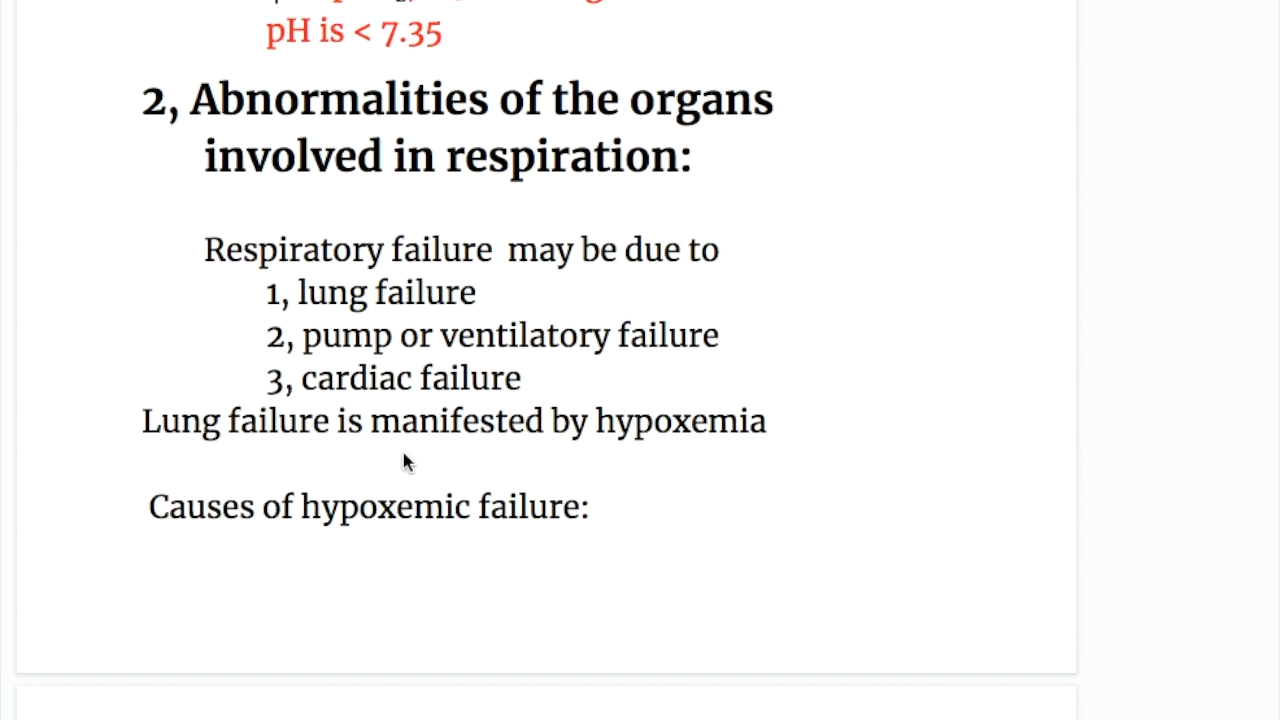 pH is < 7.35
2, Abnormalities of the organs
involved in respiration:
Respiratory failure  may be due to
1, lung failure
2, pump or ventilatory failure
3, cardiac failure
Lung failure is manifested by hypoxemia
Causes of hypoxemic failure: